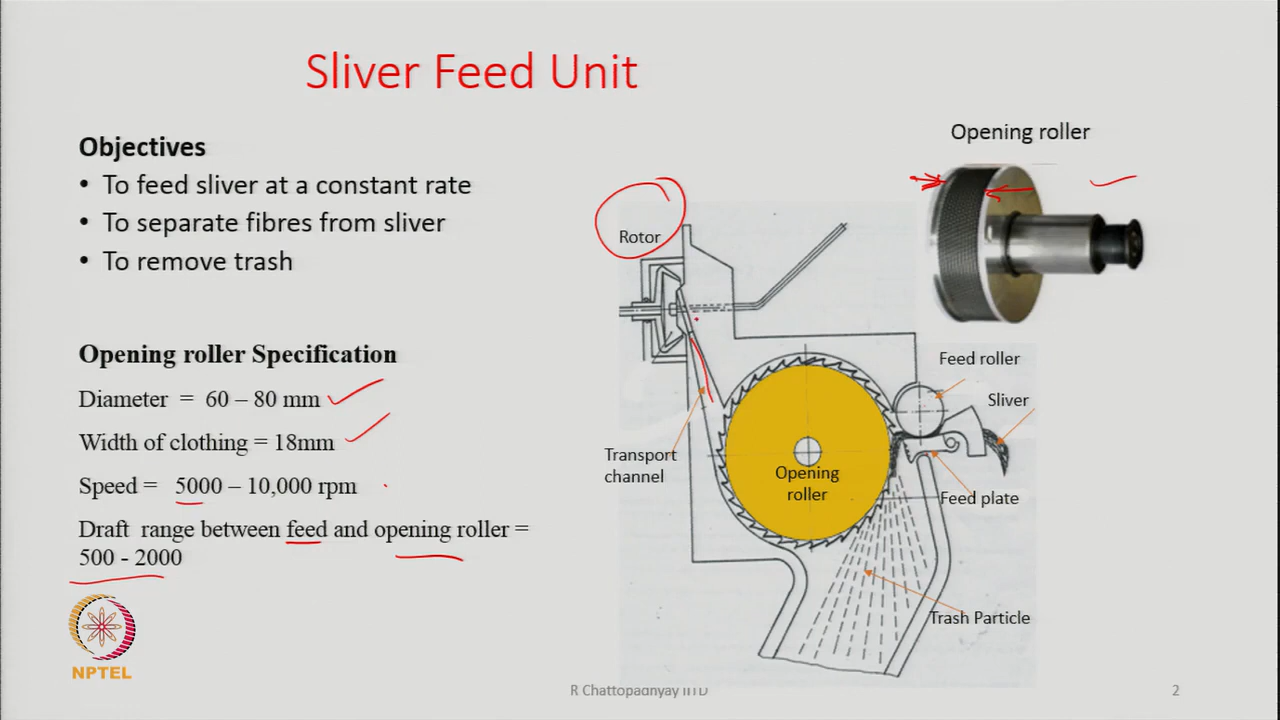 Sliver Feed Unit
Objectives
• To feed sliver at a constant rate
• To separate fibres from sliver
• To remove trash
Opening roller Specification
Diameter = 60 – 80 mm
Width of clothing = 18mm
Speed = 5000 – 10,000 rpm
Draft range between feed and opening roller =
500 - 2000
Opening roller
Rotor
Feed roller
Sliver
Transport
channel
Opening
roller
Feed plate
Trash Particle
NPTEL
R Chattopadhyay IITD
2